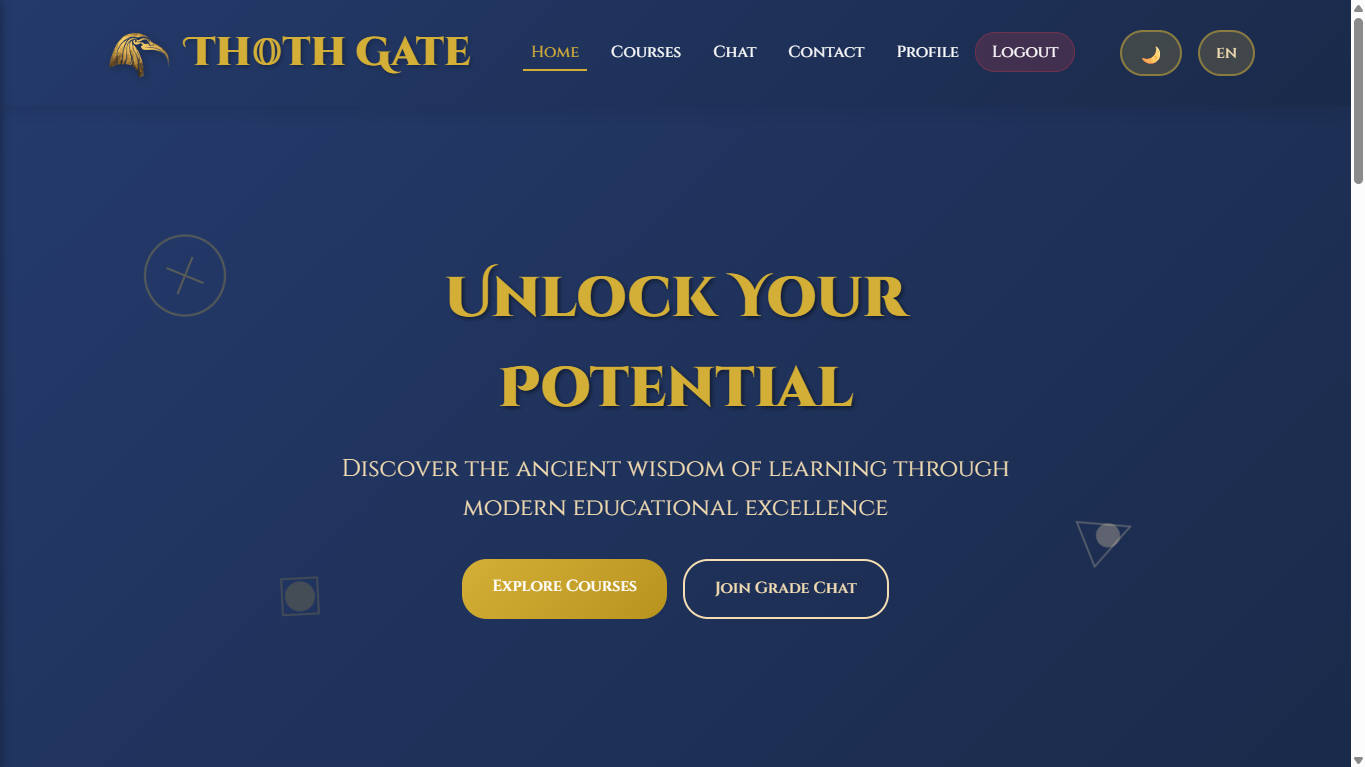 Thoth Gate
Home Courses Chat Contact Profile Logout EN
Unlock Your
Potential
Discover the ancient wisdom of learning through
modern educational excellence
Explore Courses Join Grade Chat